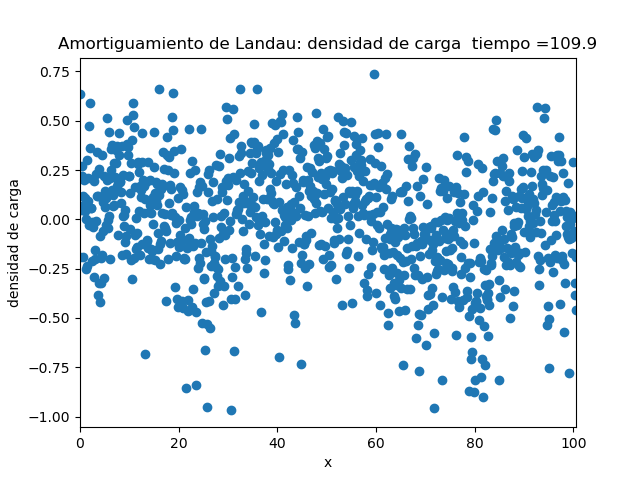 Amortiguamiento de Landau: densidad de carga  tiempo =109.9
densidad de carga
0.75
0.50
0.25
0.00
−0.25
−0.50
−0.75
−1.00
0 20 40 60 80 100
x